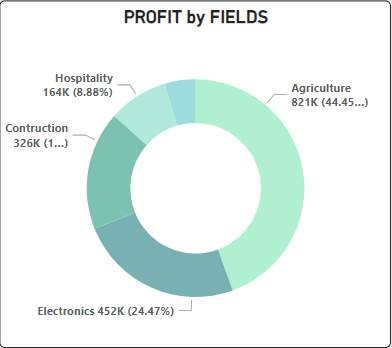 PROFIT by FIELDS
Hospitality
164K (8.88%)
Agriculture
821K (44.45...)
Contruction
326K (1...)
Electronics 452K (24.47%)